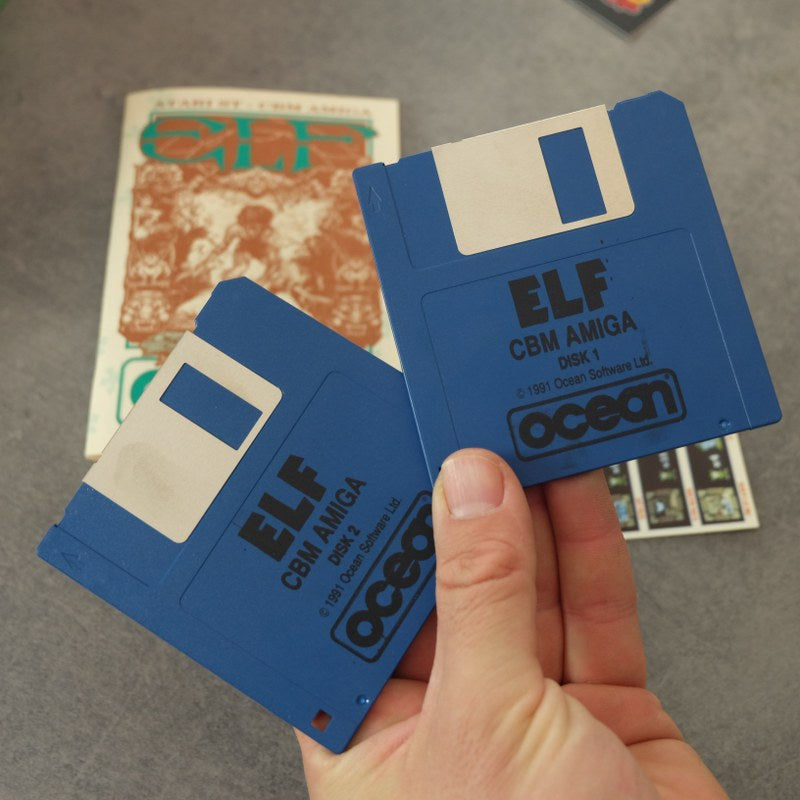 ATARI ST · CBM AMIGA
ELF
ELF
CBM AMIGA
DISK 1
© 1991 Ocean Software Ltd.
ocean
ELF
CBM AMIGA
DISK 2
© 1991 Ocean Software Ltd.
ocean